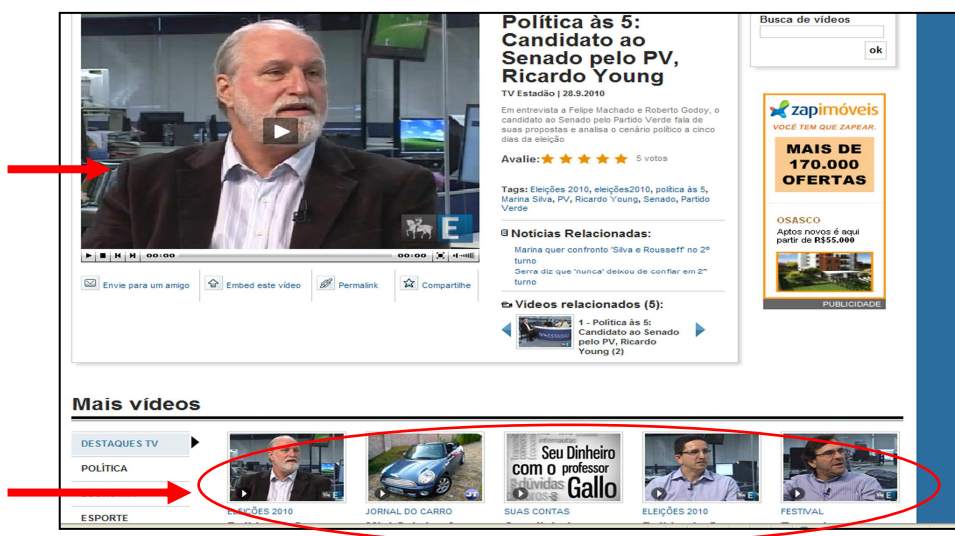 Política às 5:
Candidato ao
Senado pelo PV,
Ricardo Young
TV Estadão | 28.9.2010
Em entrevista a Felipe Machado e Roberto Godoy, o
candidato ao Senado pelo Partido Verde fala de
suas propostas e analisa o cenário político a cinco
dias da eleição
Avalie:
5 votos
Tags: Eleições 2010, eleições2010, política às 5,
Marina Silva, PV, Ricardo Young, Senado, Partido
Verde
Notícias Relacionadas:
Marina quer confronto 'Silva e Rousseff' no 2º
turno
Serra diz que 'nunca' deixou de confiar em 2º
turno
Vídeos relacionados (5):
1 - Política às 5:
Candidato ao Senado
pelo PV, Ricardo
Young (2)
E
00:00
00:00
Envie para um amigo
Embed este vídeo
Permalink
Compartilhe
Busca de vídeos
ok
zapimóveis
VOCÊ TEM QUE ZAPEAR.
MAIS DE
170.000
OFERTAS
OSASCO
Aptos novos é aqui
partir de R$55.000
PUBLICIDADE
Mais vídeos
DESTAQUES TV
POLÍTICA
ESPORTE
internautas
Seu Dinheiro
com o professor
dúvidas Gallo
E
JT
E
E
ELEIÇÕES 2010
JORNAL DO CARRO
SUAS CONTAS
ELEIÇÕES 2010
FESTIVAL